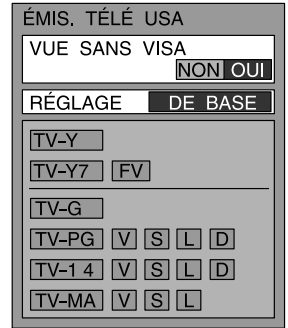 ÉMIS. TÉLÉ USA
VUE SANS VISA
NON OUI
RÉGLAGE DE BASE
TV–Y
TV–Y7 FV
TV–G
TV–PG V S L D
TV–1 4 V S L D
TV–MA V S L